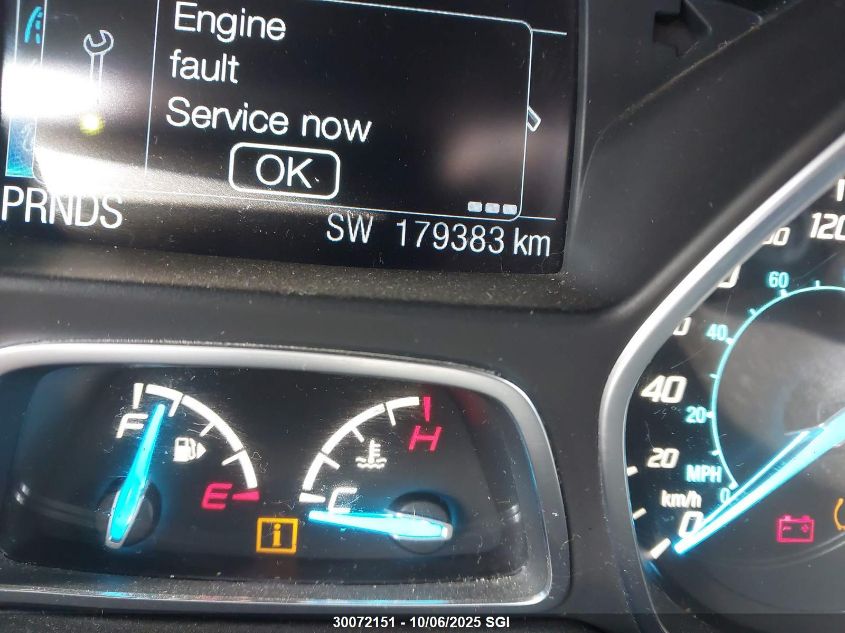 Engine
fault
Service now
OK
PRNDS
SW 179383 km
F
E
i
C
H
120
60
40
40
20
20
MPH
km/h
0
0
30072151 - 10/06/2025 SGI